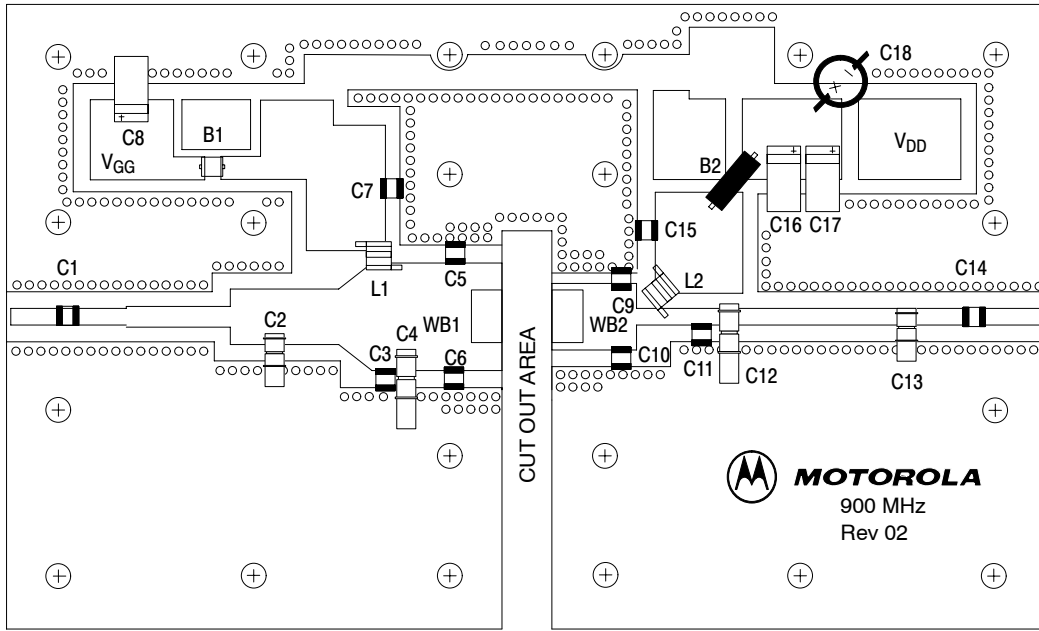 C18
C8
B1
VGG
VDD
B2
C7
C16 C17
C15
C1
C5
C14
L1
L2
C9
C2
C4
WB1
WB2
C3
C6
C10
C11
C12
C13
CUT OUT AREA
MOTOROLA
900 MHz
Rev 02